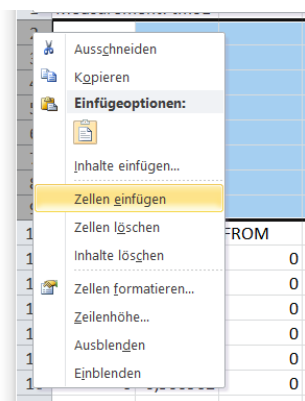 Ausschneiden
Kopieren
Einfügeoptionen:
Inhalte einfügen...
Zellen einfügen
Zellen löschen
FROM
Inhalte löschen
0
Zellen formatieren...
0
Zeilenhöhe...
0
Ausblenden
0
Einblenden
0
0